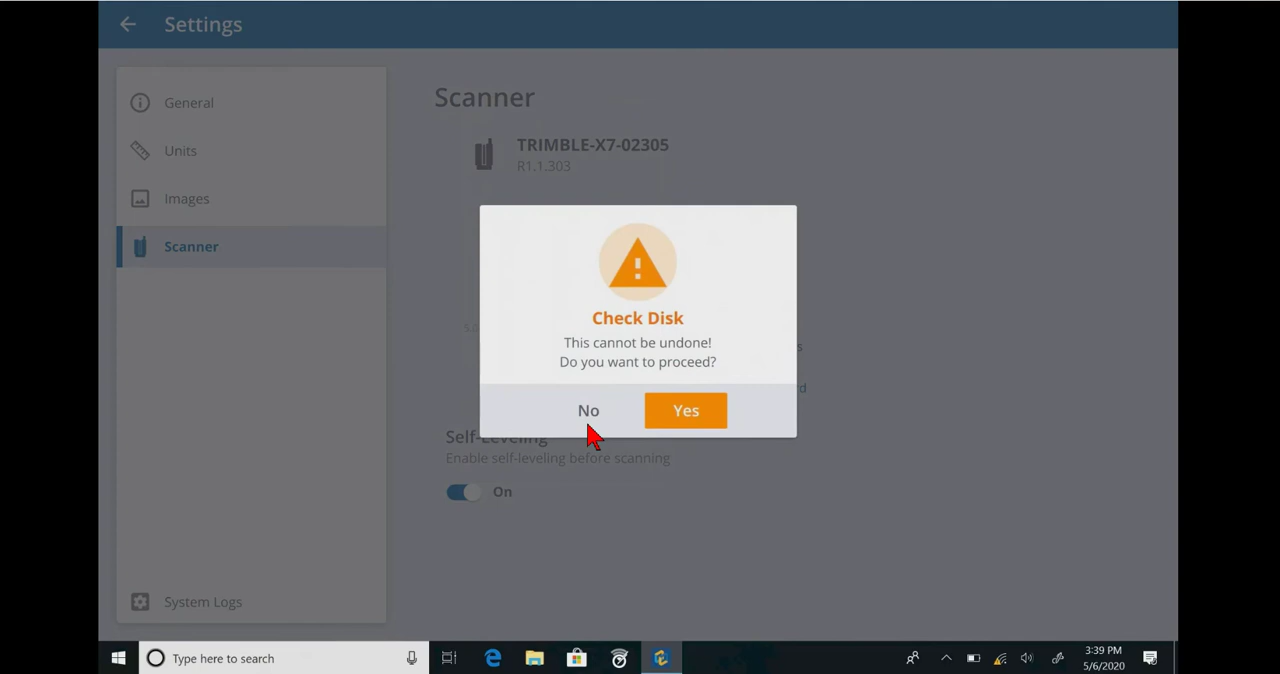 Settings
General
Units
Images
Scanner
System Logs
Scanner
TRIMBLE-X7-02305
R1.1.303
Check Disk
This cannot be undone!
Do you want to proceed?
No
Yes
Self-Leveling
Enable self-leveling before scanning
On
Type here to search
3:39 PM
5/6/2020